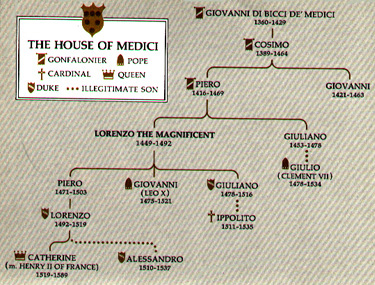 GIOVANNI DI BICCI DE' MEDICI
1360-1429
THE HOUSE OF MEDICI
GONFALONIER POPE
CARDINAL QUEEN
DUKE ILLEGITIMATE SON
COSIMO
1389-1464
PIERO
1416-1469
GIOVANNI
1421-1463
LORENZO THE MAGNIFICENT
1449-1492
GIULIANO
1453-1478
GIULIO
(CLEMENT VII)
1478-1534
PIERO
1471-1503
GIOVANNI
(LEO X)
1475-1521
GIULIANO
1478-1516
LORENZO
1492-1519
IPPOLITO
1511-1535
CATHERINE
(m. HENRY II OF FRANCE)
1519-1589
ALESSANDRO
1510-1537